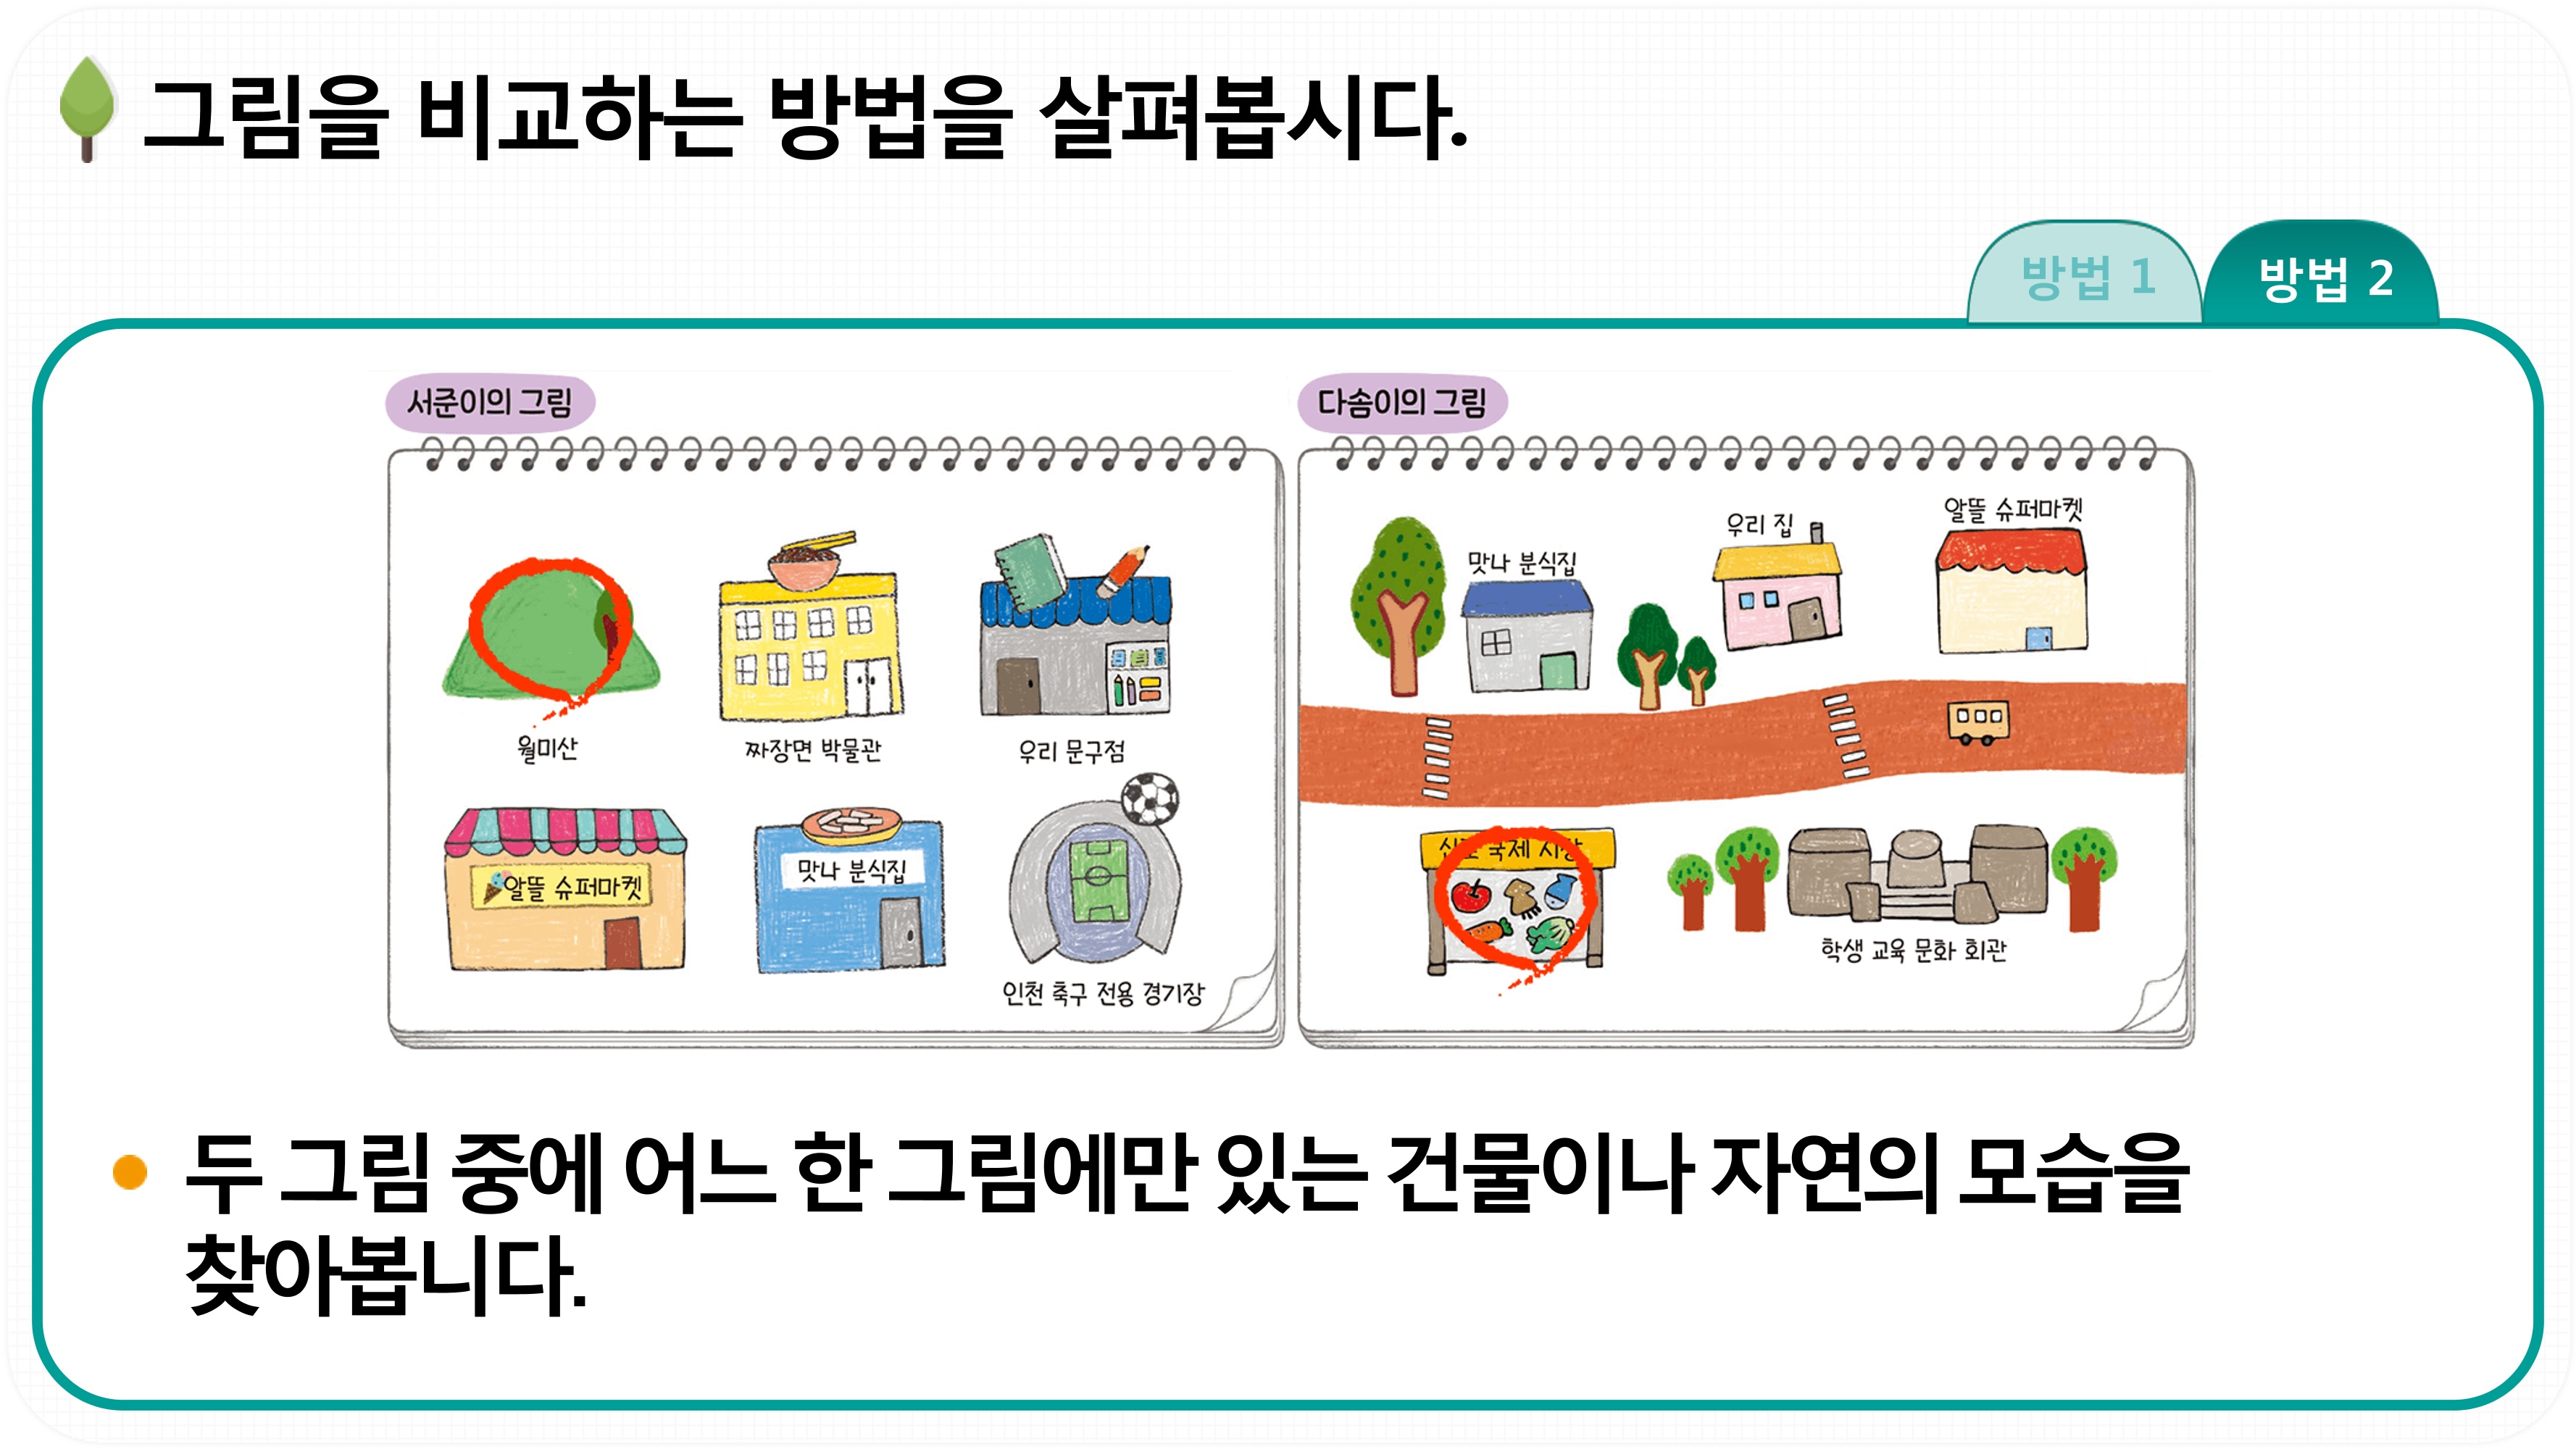 그림을 비교하는 방법을 살펴봅시다.
방법 1
방법 2
서준이의 그림
월미산
짜장면 박물관
우리 문구점
알뜰 슈퍼마켓
맛나 분식집
인천 축구 전용 경기장
다솜이의 그림
맛나 분식집
우리 집
알뜰 슈퍼마켓
국제 시장
학생 교육 문화 회관
두 그림 중에 어느 한 그림에만 있는 건물이나 자연의 모습을
찾아봅니다.